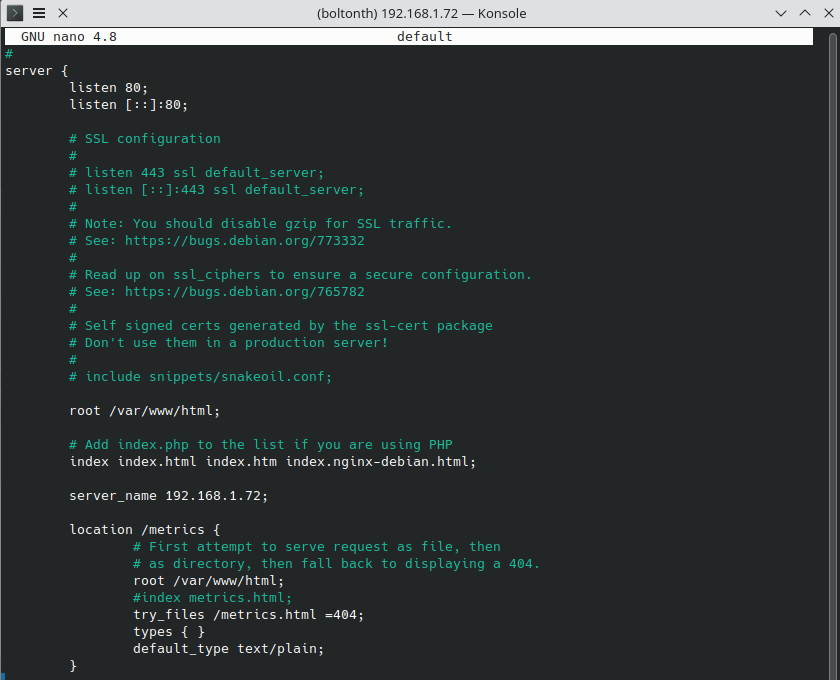 (boltonth) 192.168.1.72 — Konsole
GNU nano 4.8 default
#
server {
listen 80;
listen [::]:80;
# SSL configuration
#
# listen 443 ssl default_server;
# listen [::]:443 ssl default_server;
#
# Note: You should disable gzip for SSL traffic.
# See: https://bugs.debian.org/773332
#
# Read up on ssl_ciphers to ensure a secure configuration.
# See: https://bugs.debian.org/765782
#
# Self signed certs generated by the ssl-cert package
# Don't use them in a production server!
#
# include snippets/snakeoil.conf;
root /var/www/html;
# Add index.php to the list if you are using PHP
index index.html index.htm index.nginx-debian.html;
server_name 192.168.1.72;
location /metrics {
# First attempt to serve request as file, then
# as directory, then fall back to displaying a 404.
root /var/www/html;
#index metrics.html;
try_files /metrics.html =404;
types { }
default_type text/plain;
}